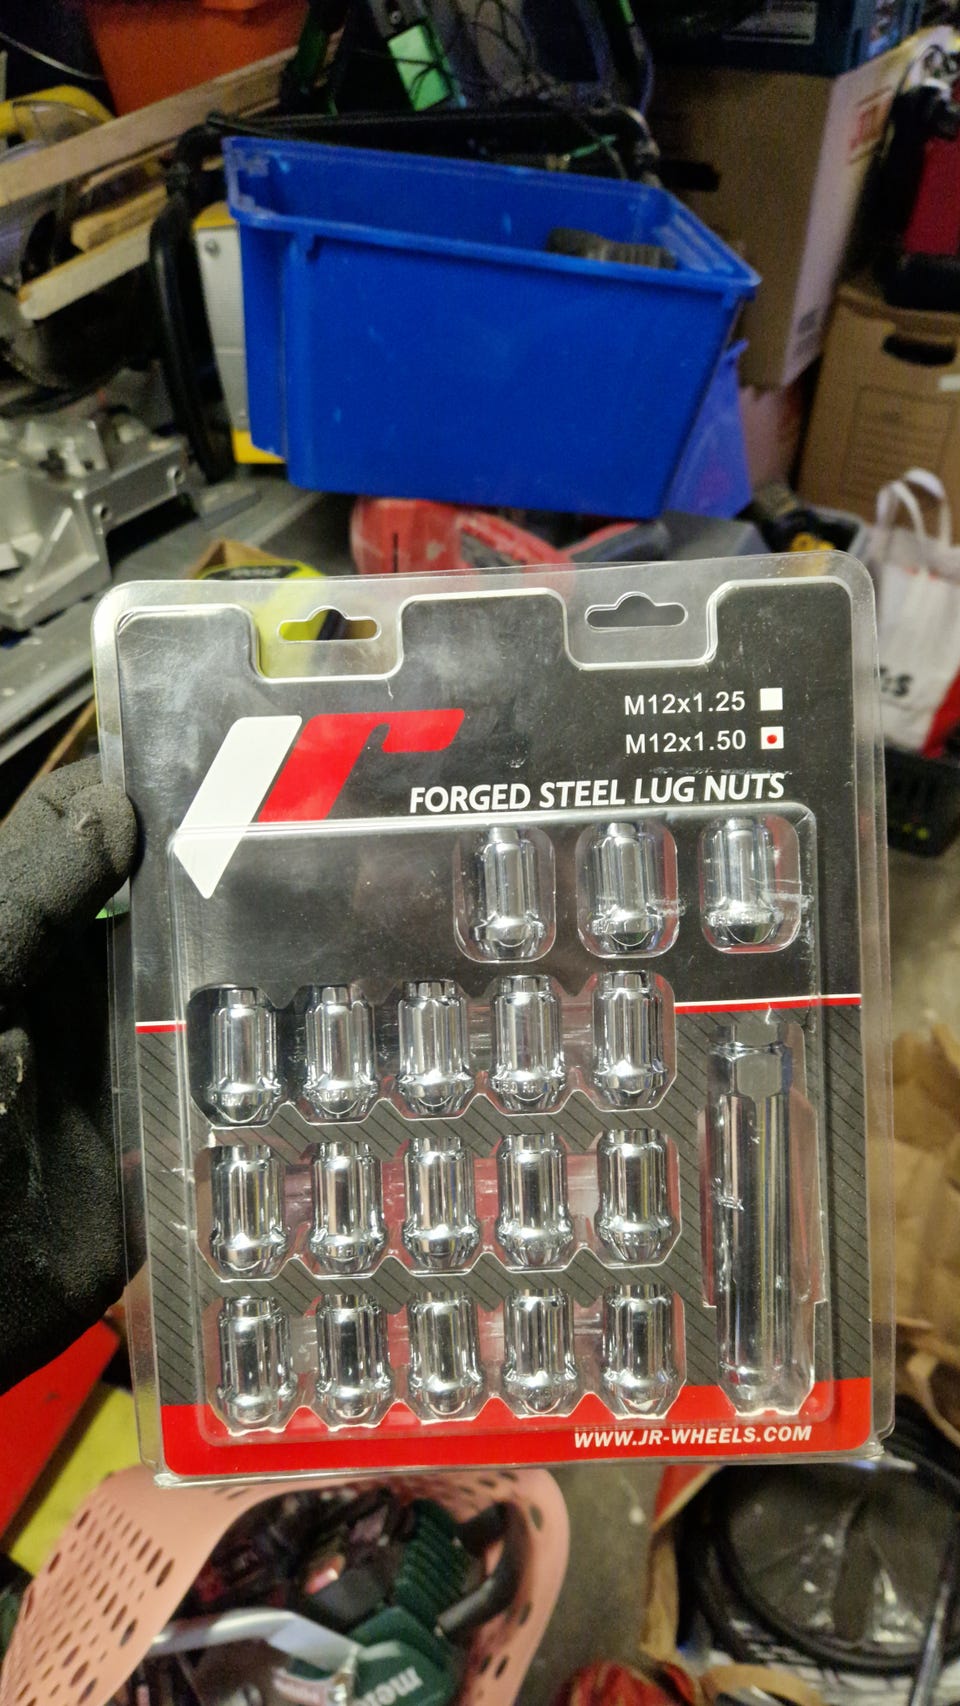 M12x1.25
M12x1.50
FORGED STEEL LUG NUTS
WWW.JR-WHEELS.COM